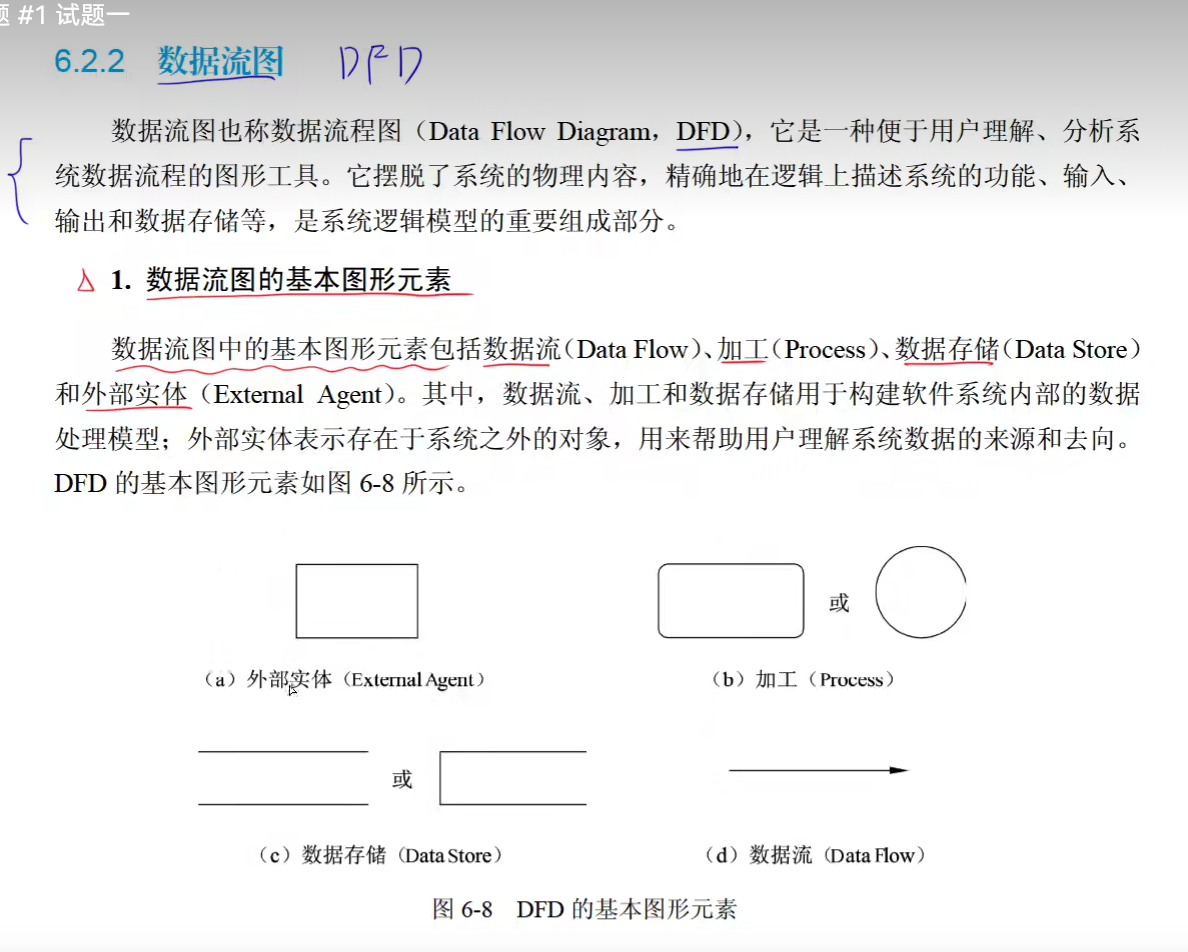 题 #1 试题一
6.2.2 数据流图 DFD
数据流图也称数据流程图（Data Flow Diagram，DFD），它是一种便于用户理解、分析系
统数据流程的图形工具。它摆脱了系统的物理内容，精确地在逻辑上描述系统的功能、输入、
输出和数据存储等，是系统逻辑模型的重要组成部分。
1. 数据流图的基本图形元素
数据流图中的基本图形元素包括数据流（Data Flow）、加工（Process）、数据存储（Data Store）
和外部实体（External Agent）。其中，数据流、加工和数据存储用于构建软件系统内部的数据
处理模型；外部实体表示存在于系统之外的对象，用来帮助用户理解系统数据的来源和去向。
DFD 的基本图形元素如图 6-8 所示。
或
（a）外部实体（External Agent）
（b）加工（Process）
或
（c）数据存储（Data Store）
（d）数据流（Data Flow）
图 6-8 DFD 的基本图形元素